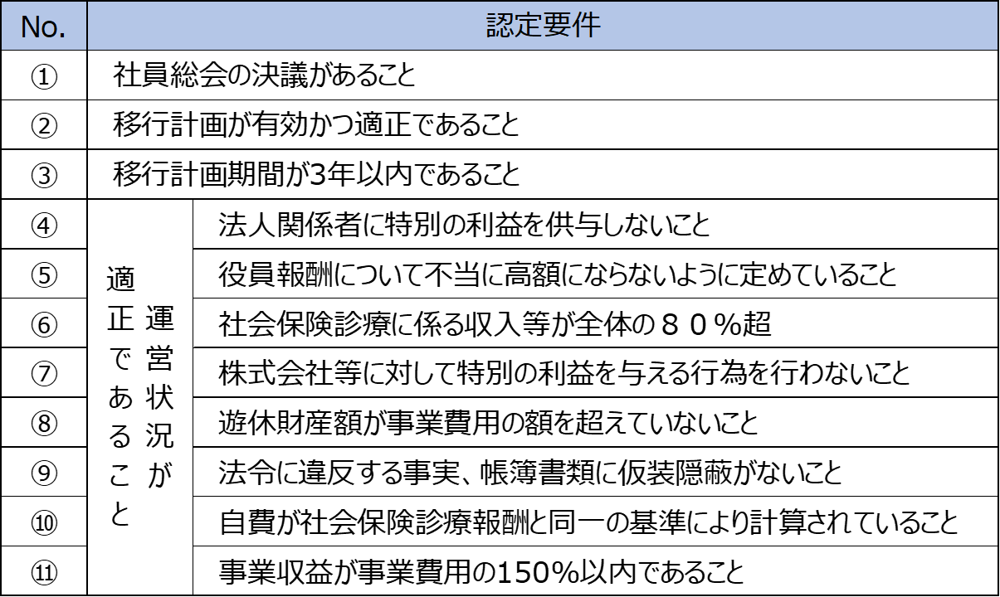 No.
認定要件
①
社員総会の決議があること
②
移行計画が有効かつ適正であること
③
移行計画期間が3年以内であること
運営状況が
適正であること
④
法人関係者に特別の利益を供与しないこと
⑤
役員報酬について不当に高額にならないように定めていること
⑥
社会保険診療に係る収入等が全体の８０％超
⑦
株式会社等に対して特別の利益を与える行為を行わないこと
⑧
遊休財産額が事業費用の額を超えていないこと
⑨
法令に違反する事実、帳簿書類に仮装隠蔽がないこと
⑩
自費が社会保険診療報酬と同一の基準により計算されていること
⑪
事業収益が事業費用の150％以内であること